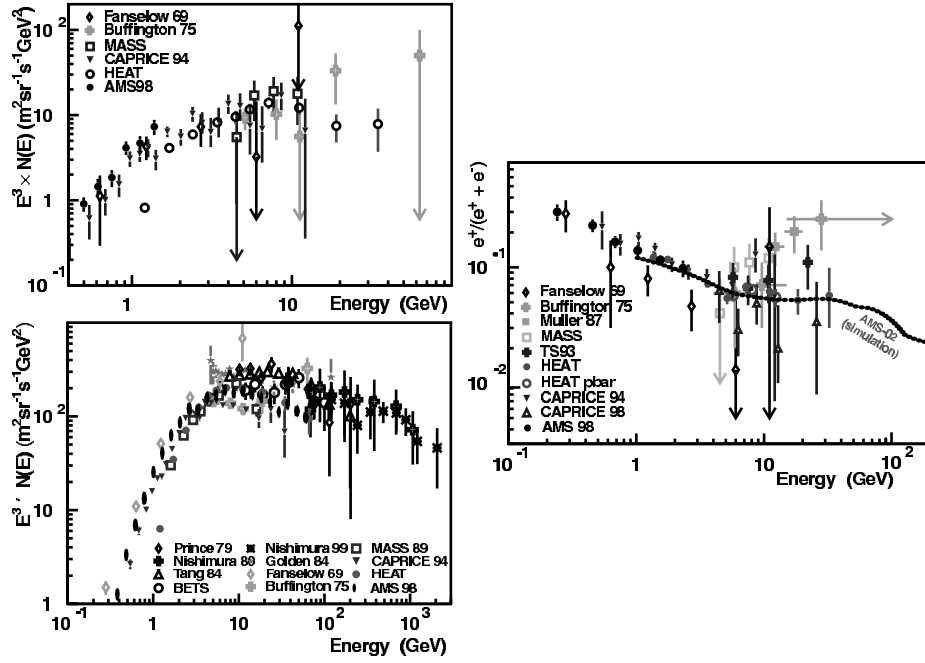 E³ × N(E) (m²sr⁻¹s⁻¹GeV²)
10²
10
1
10⁻¹
Fanselow 69
Buffington 75
MASS
CAPRICE 94
HEAT
AMS98
1
10
Energy (GeV)
E³ ′ N(E) (m²sr⁻¹s⁻¹GeV²)
10²
10
1
Prince 79
Nishimura 80
Tang 84
BETS
Nishimura 99
Golden 84
Fanselow 69
Buffington 75
MASS 89
CAPRICE 94
HEAT
AMS 98
10⁻¹
1
10
10²
10³
Energy (GeV)
e⁺/(e⁺ + e⁻)
10⁻¹
10⁻²
Fanselow 69
Buffington 75
Muller 87
MASS
TS93
HEAT
HEAT pbar
CAPRICE 94
CAPRICE 98
AMS 98
AMS-02
(simulation)
10⁻¹
1
10
10²
Energy (GeV)